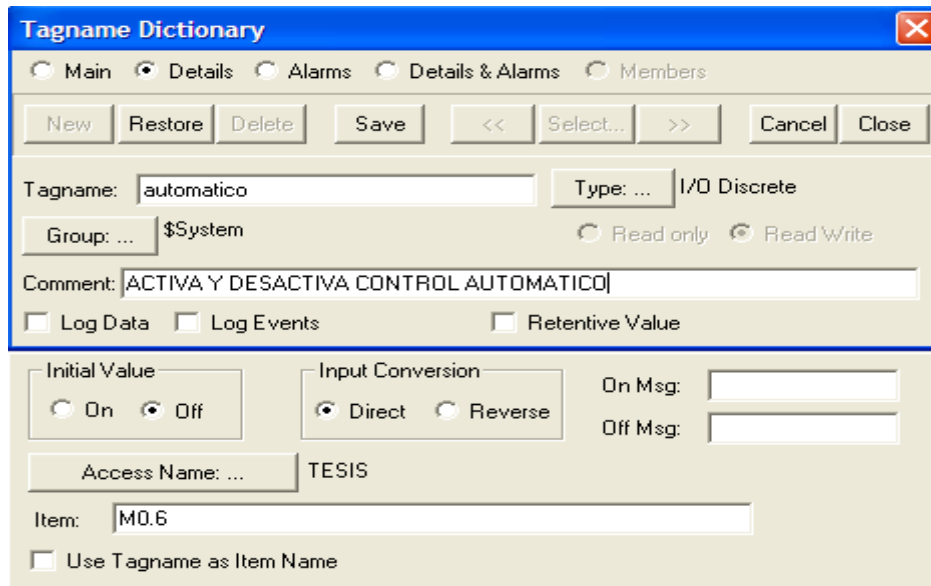 Tagname Dictionary
Main Details Alarms Details & Alarms Members
New Restore Delete Save << Select... >> Cancel Close
Tagname: automatico Type: ... I/O Discrete
Group: ... $System Read only Read Write
Comment: ACTIVA Y DESACTIVA CONTROL AUTOMATICO
Log Data Log Events Retentive Value
Initial Value Input Conversion On Msg:
On Off Direct Reverse
Off Msg:
Access Name: ... TESIS
Item: M0.6
Use Tagname as Item Name